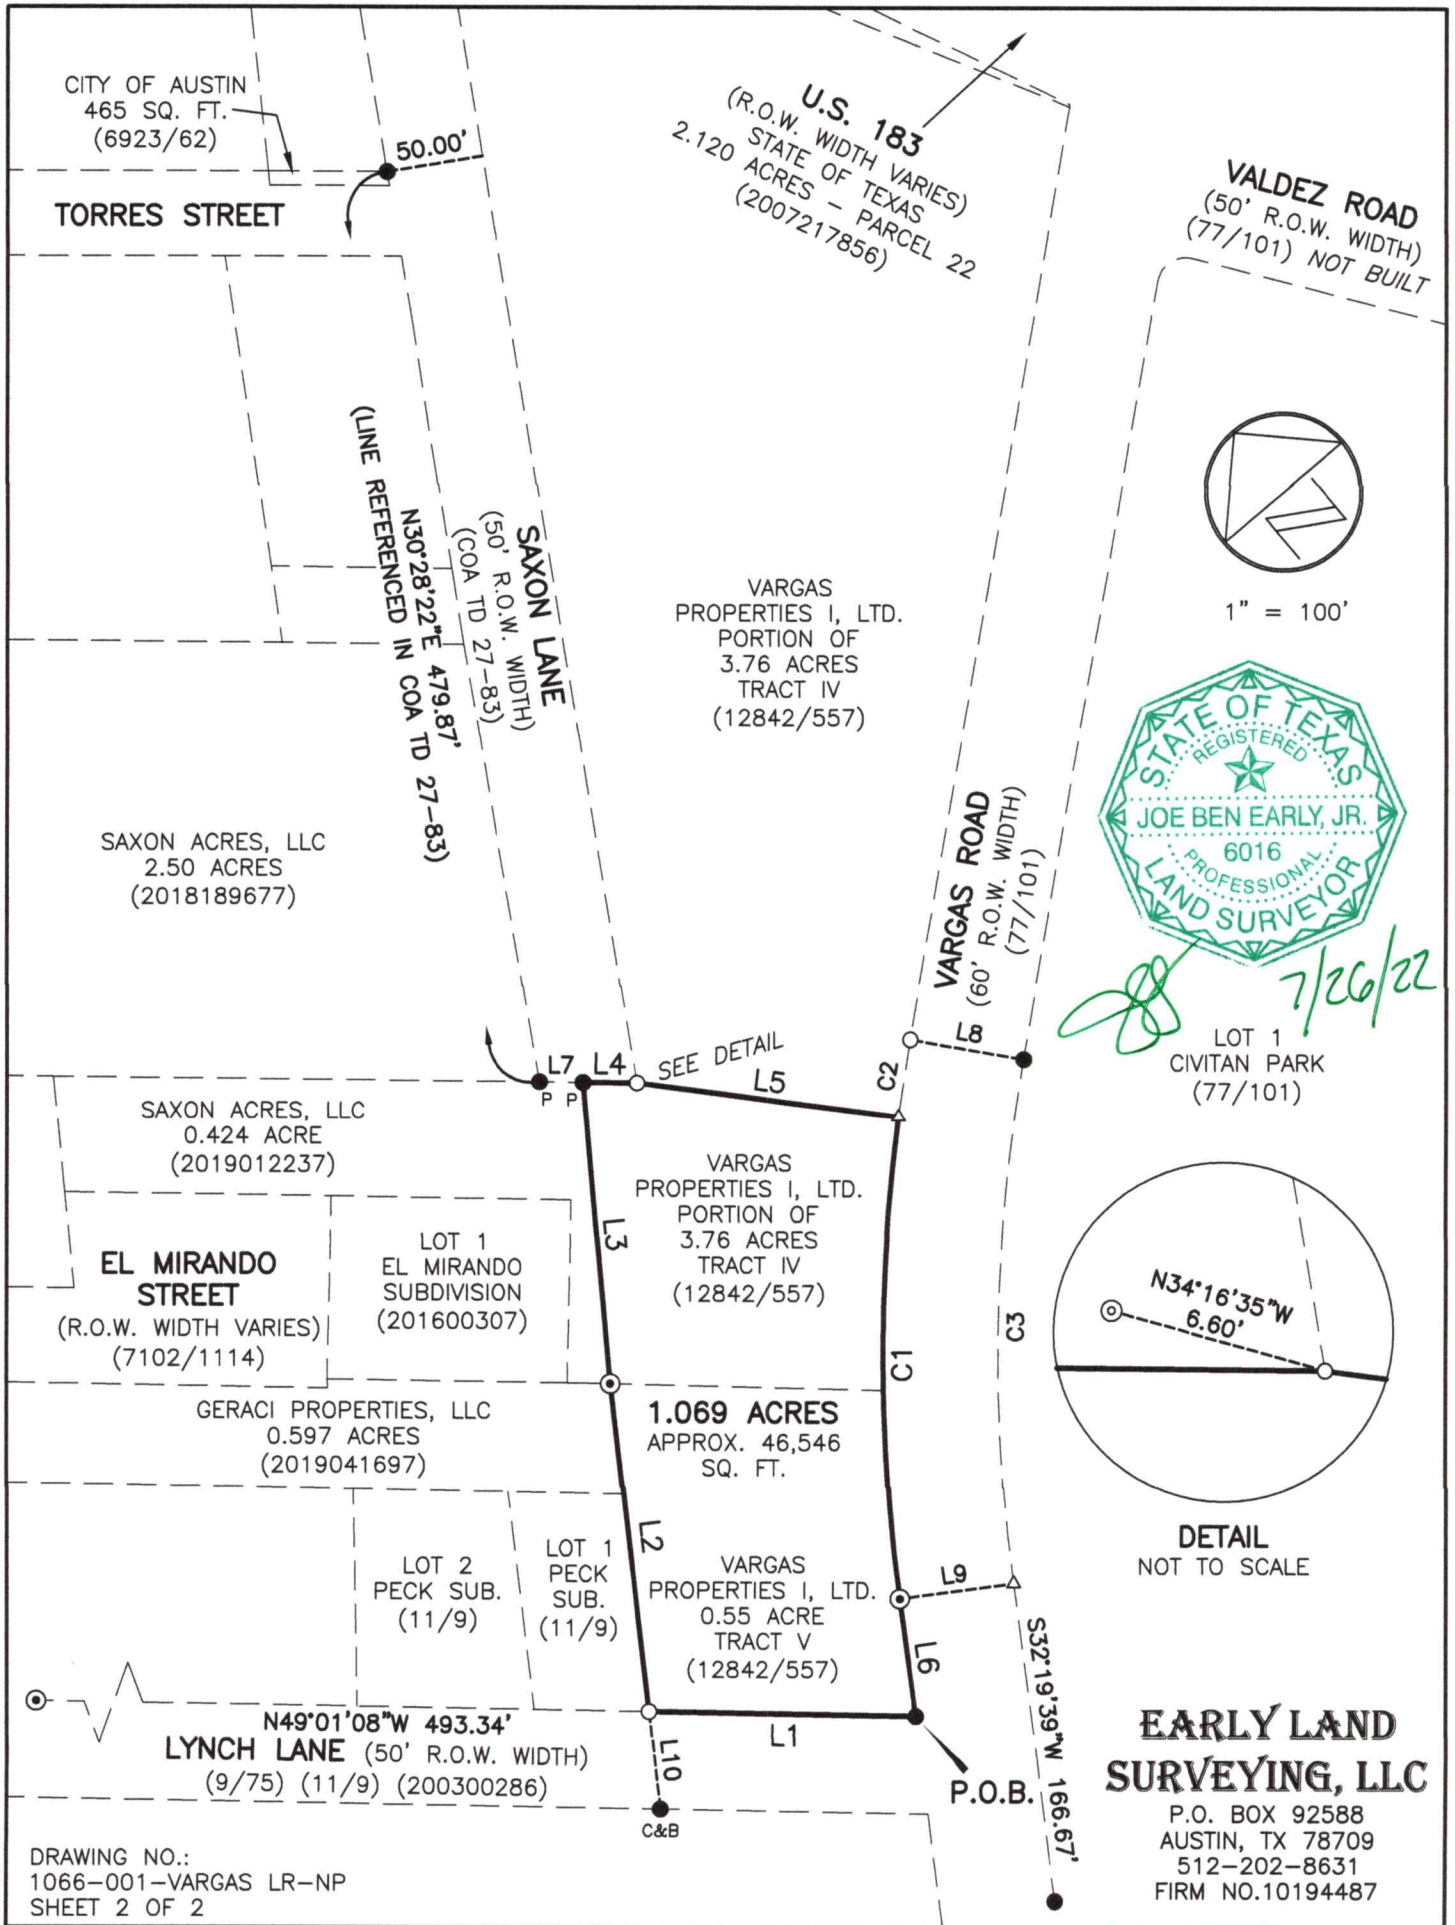 CITY OF AUSTIN
465 SQ. FT.
(6923/62)
50.00'
TORRES STREET
U.S. 183
(R.O.W. WIDTH VARIES)
STATE OF TEXAS
2.120 ACRES - PARCEL 22
(2007217856)
VALDEZ ROAD
(50' R.O.W. WIDTH)
(77/101) NOT BUILT
SAXON LANE
(50' R.O.W. WIDTH)
(COA TD 27-83)
N30°28'22"E 479.87'
(LINE REFERENCED IN COA TD 27-83)
VARGAS
PROPERTIES I, LTD.
PORTION OF
3.76 ACRES
TRACT IV
(12842/557)
N
1" = 100'
STATE OF TEXAS
REGISTERED
JOE BEN EARLY, JR.
6016
PROFESSIONAL
LAND SURVEYOR
7/26/22
SAXON ACRES, LLC
2.50 ACRES
(2018189677)
VARGAS ROAD
(60' R.O.W. WIDTH)
(77/101)
L8
C2
LOT 1
CIVITAN PARK
(77/101)
L7
L4
SEE DETAIL
L5
P P
SAXON ACRES, LLC
0.424 ACRE
(2019012237)
VARGAS
PROPERTIES I, LTD.
PORTION OF
3.76 ACRES
TRACT IV
(12842/557)
L3
EL MIRANDO
STREET
(R.O.W. WIDTH VARIES)
(7102/1114)
LOT 1
EL MIRANDO
SUBDIVISION
(201600307)
C1
C3
N34°16'35"W
6.60'
DETAIL
NOT TO SCALE
GERACI PROPERTIES, LLC
0.597 ACRES
(2019041697)
1.069 ACRES
APPROX. 46,546
SQ. FT.
L2
LOT 2
PECK SUB.
(11/9)
LOT 1
PECK
SUB.
(11/9)
VARGAS
PROPERTIES I, LTD.
0.55 ACRE
TRACT V
(12842/557)
L9
L6
S32°19'39"W 166.67'
N49°01'08"W 493.34'
LYNCH LANE (50' R.O.W. WIDTH)
(9/75) (11/9) (200300286)
L10
L1
P.O.B.
C&B
EARLY LAND
SURVEYING, LLC
P.O. BOX 92588
AUSTIN, TX 78709
512-202-8631
FIRM NO.10194487
DRAWING NO.:
1066-001-VARGAS LR-NP
SHEET 2 OF 2